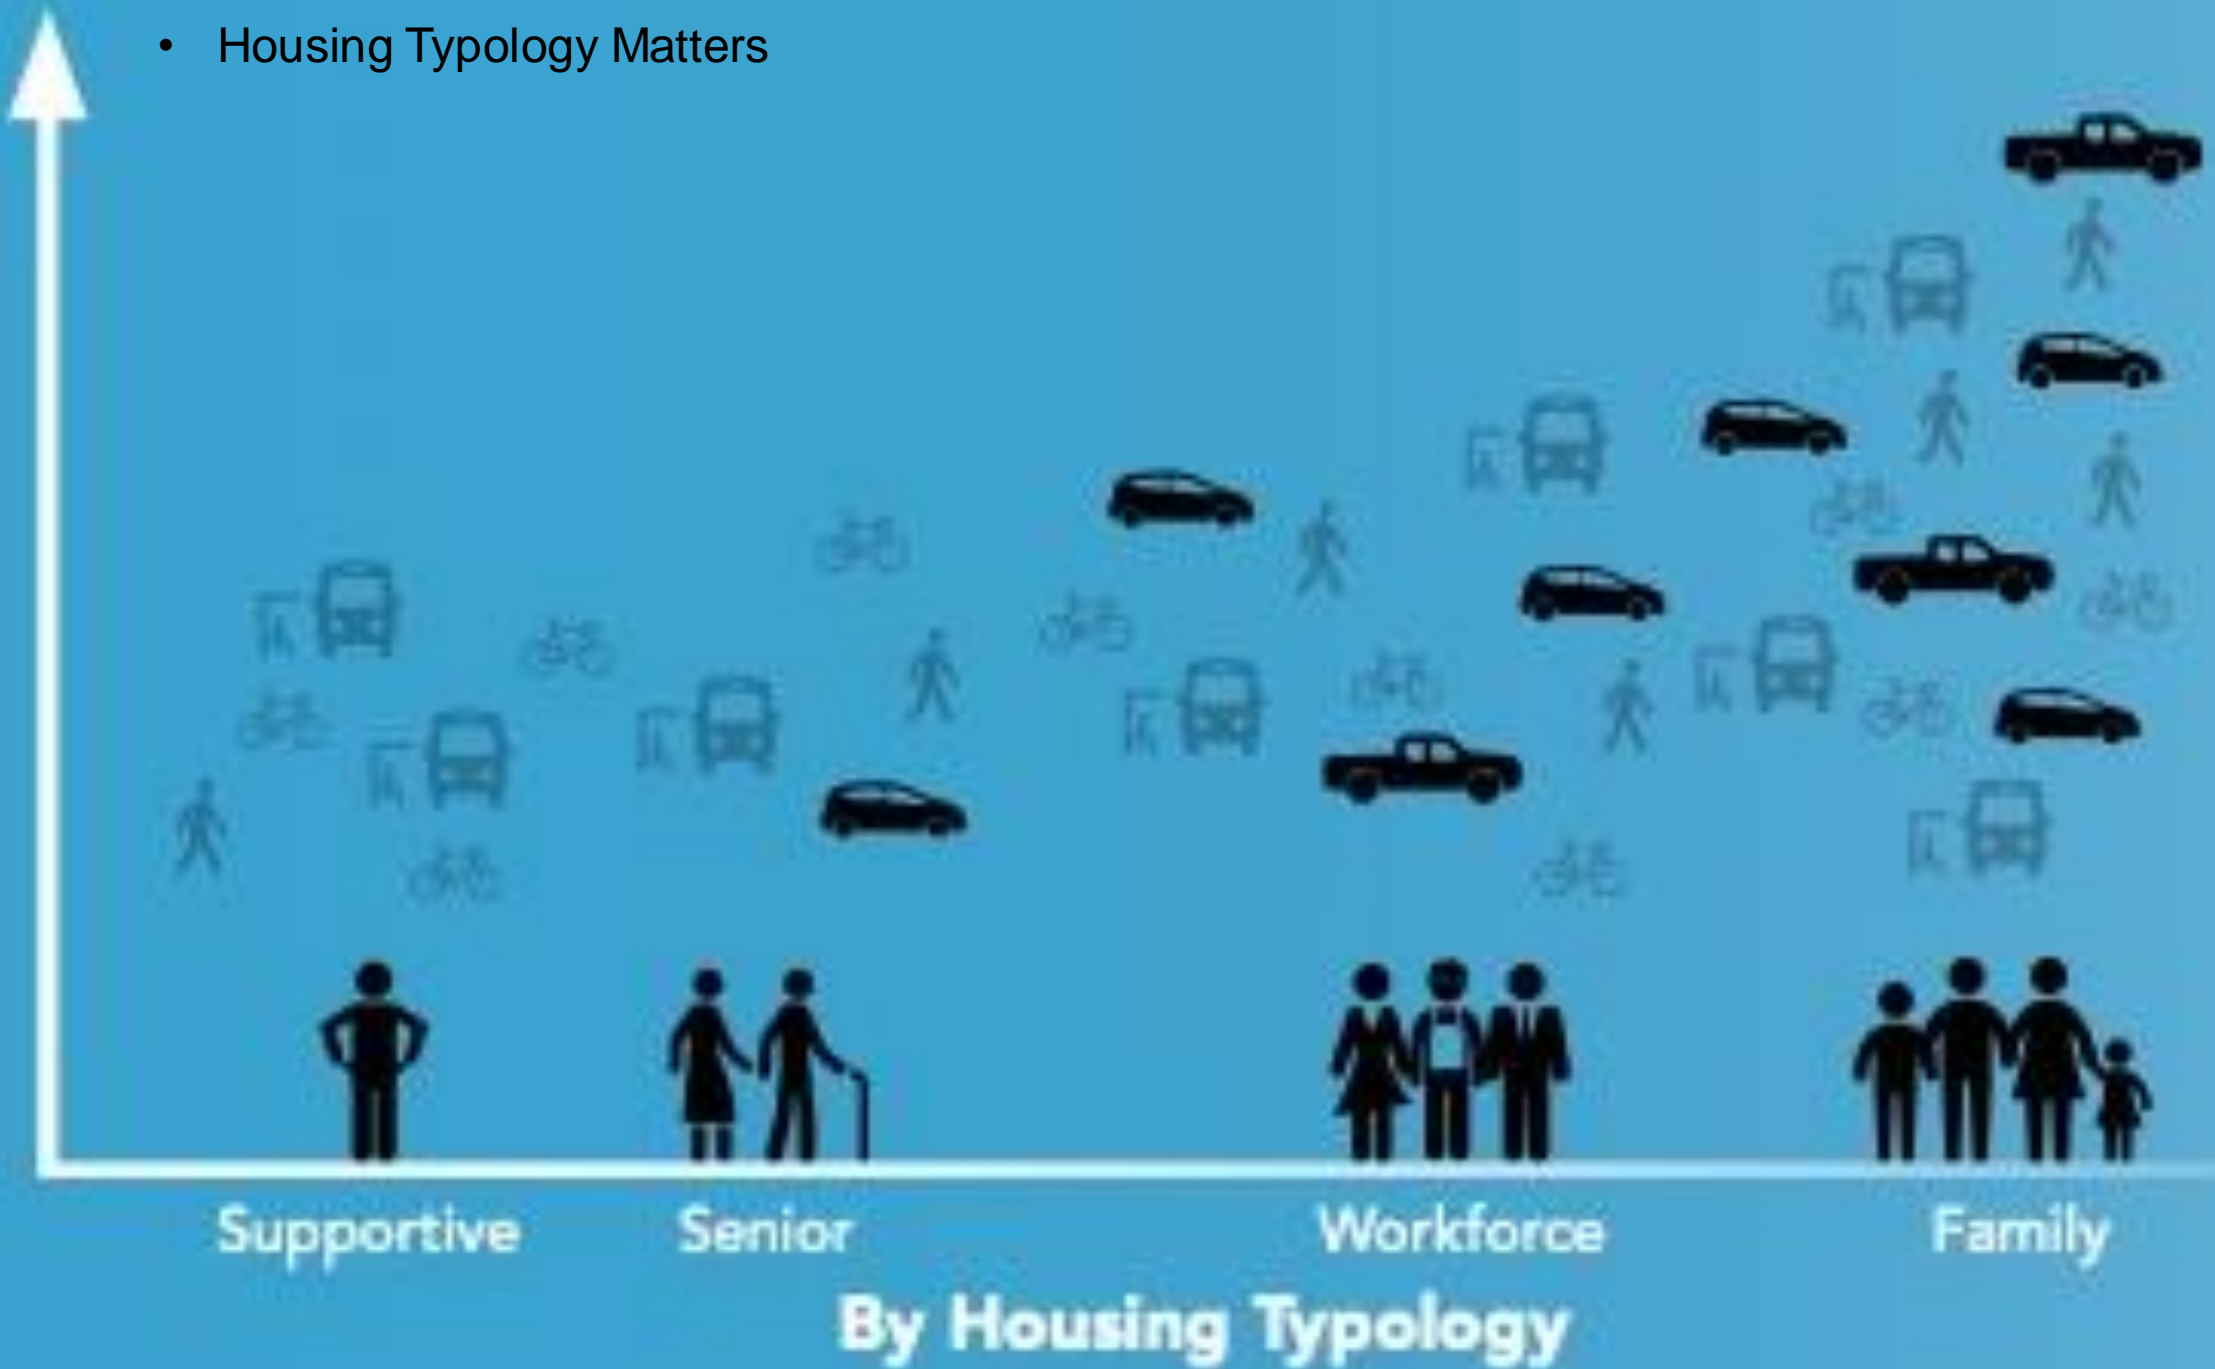 • Housing Typology Matters
Supportive Senior Workforce Family
By Housing Typology